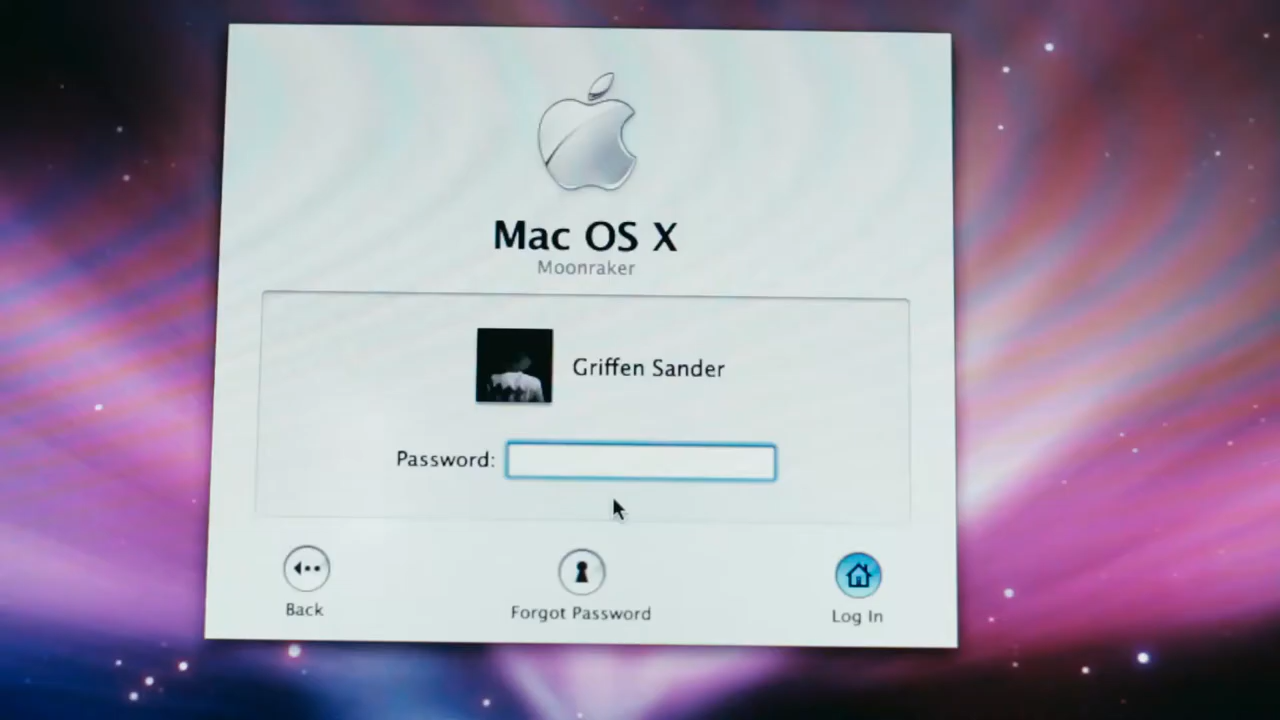 Mac OS X
Moonraker
Griffen Sander
Password:
Back
Forgot Password
Log In